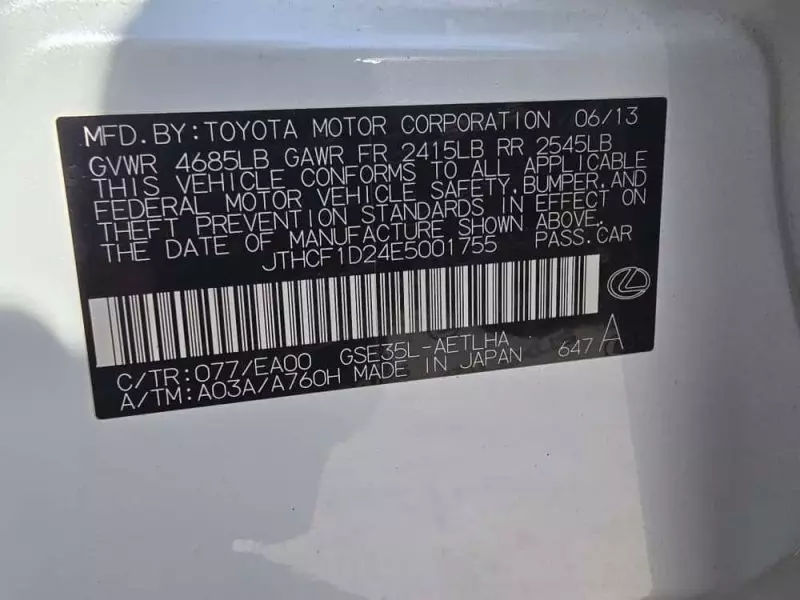 MFD.BY:TOYOTA MOTOR CORPORATION 06/13
GVWR 4685LB GAWR FR 2415LB RR 2545LB
THIS VEHICLE CONFORMS TO ALL APPLICABLE
FEDERAL MOTOR VEHICLE SAFETY,BUMPER,AND
THEFT PREVENTION STANDARDS IN EFFECT ON
THE DATE OF MANUFACTURE SHOWN ABOVE.
JTHCF1D24E5001755 PASS.CAR
C/TR:077/EA00 GSE35L-AETLHA
A/TM:A03A/A760H MADE IN JAPAN 647 A